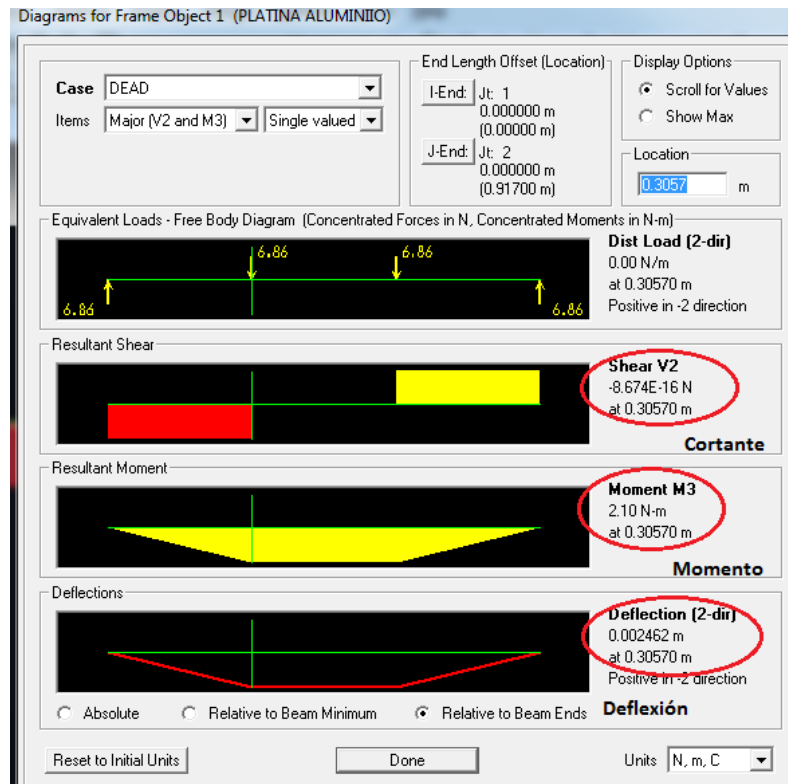 Diagrams for Frame Object 1 (PLATINA ALUMINIIO)
Case DEAD
Items Major (V2 and M3) Single valued
End Length Offset (Location)
I-End: Jt: 1
0.000000 m
(0.00000 m)
J-End: Jt: 2
0.000000 m
(0.91700 m)
Display Options
Scroll for Values
Show Max
Location
0.3057 m
Equivalent Loads - Free Body Diagram (Concentrated Forces in N, Concentrated Moments in N-m)
6.86 6.86
6.86 6.86
Dist Load (2-dir)
0.00 N/m
at 0.30570 m
Positive in -2 direction
Resultant Shear
Shear V2
-8.674E-16 N
at 0.30570 m
Cortante
Resultant Moment
Moment M3
2.10 N-m
at 0.30570 m
Momento
Deflections
Deflection (2-dir)
0.002462 m
at 0.30570 m
Positive in -2 direction
Absolute Relative to Beam Minimum Relative to Beam Ends Deflexión
Reset to Initial Units Done Units N, m, C